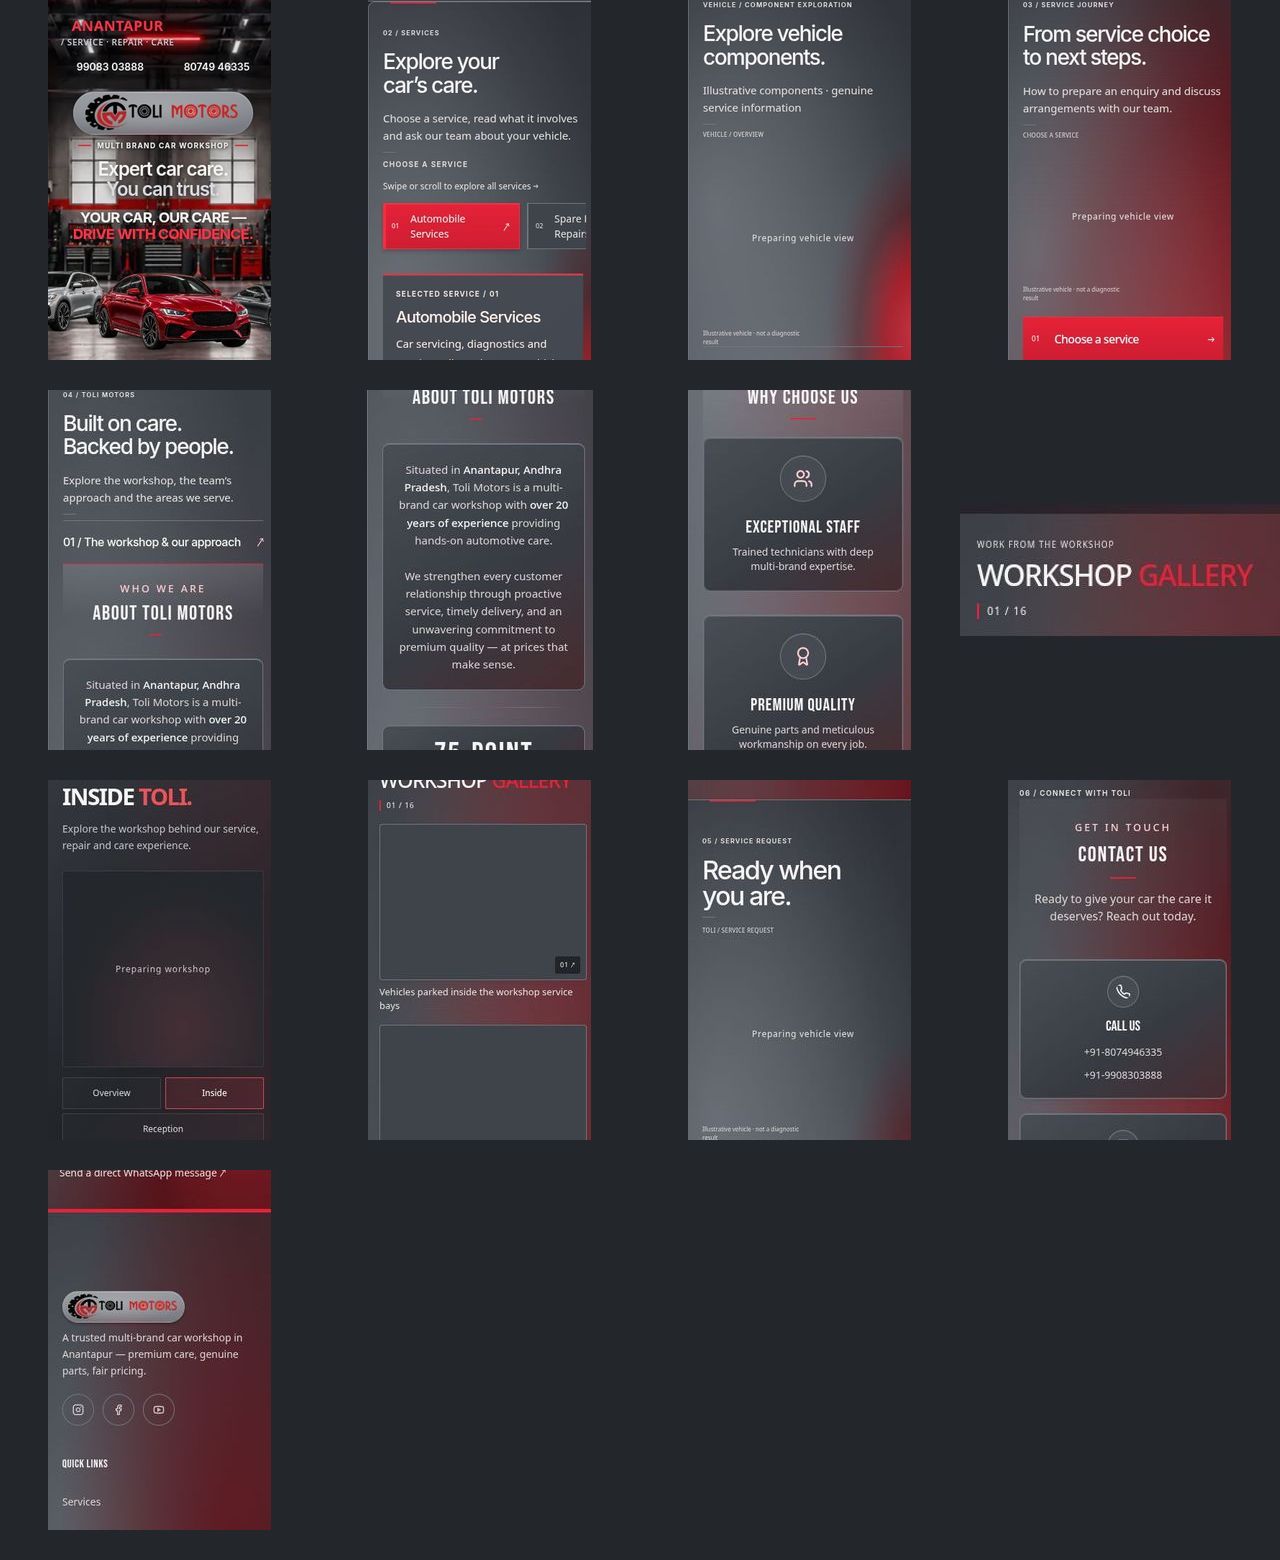 ANANTAPUR
/ SERVICE · REPAIR · CARE
99083 03888 80749 46335
TOLI MOTORS
MULTI BRAND CAR WORKSHOP
Expert car care.
You can trust.
YOUR CAR, OUR CARE —
DRIVE WITH CONFIDENCE.
02 / SERVICES
Explore your
car’s care.
Choose a service, read what it involves
and ask our team about your vehicle.
CHOOSE A SERVICE
Swipe or scroll to explore all services →
01 Automobile
Services ↗
02 Spare
Repair
SELECTED SERVICE / 01
Automobile Services
Car servicing, diagnostics and
VEHICLE / COMPONENT EXPLORATION
Explore vehicle
components.
Illustrative components · genuine
service information
VEHICLE / OVERVIEW
Preparing vehicle view
Illustrative vehicle · not a diagnostic
result
03 / SERVICE JOURNEY
From service choice
to next steps.
How to prepare an enquiry and discuss
arrangements with our team.
CHOOSE A SERVICE
Preparing vehicle view
Illustrative vehicle · not a diagnostic
result
01 Choose a service →
04 / TOLI MOTORS
Built on care.
Backed by people.
Explore the workshop, the team’s
approach and the areas we serve.
01 / The workshop & our approach ↗
WHO WE ARE
ABOUT TOLI MOTORS
Situated in Anantapur, Andhra
Pradesh, Toli Motors is a multi-
brand car workshop with over 20
years of experience providing
ABOUT TOLI MOTORS
Situated in Anantapur, Andhra
Pradesh, Toli Motors is a multi-
brand car workshop with over 20
years of experience providing
hands-on automotive care.
We strengthen every customer
relationship through proactive
service, timely delivery, and an
unwavering commitment to
premium quality — at prices that
make sense.
75-POINT
WHY CHOOSE US
EXCEPTIONAL STAFF
Trained technicians with deep
multi-brand expertise.
PREMIUM QUALITY
Genuine parts and meticulous
workmanship on every job.
WORK FROM THE WORKSHOP
WORKSHOP GALLERY
01 / 16
INSIDE TOLI.
Explore the workshop behind our service,
repair and care experience.
Preparing workshop
Overview Inside
Reception
WORKSHOP GALLERY
01 / 16
01 ↗
Vehicles parked inside the workshop service
bays
05 / SERVICE REQUEST
Ready when
you are.
TOLI / SERVICE REQUEST
Preparing vehicle view
Illustrative vehicle · not a diagnostic
result
06 / CONNECT WITH TOLI
GET IN TOUCH
CONTACT US
Ready to give your car the care it
deserves? Reach out today.
CALL US
+91-8074946335
+91-9908303888
Send a direct WhatsApp message ↗
TOLI MOTORS
A trusted multi-brand car workshop in
Anantapur — premium care, genuine
parts, fair pricing.
QUICK LINKS
Services